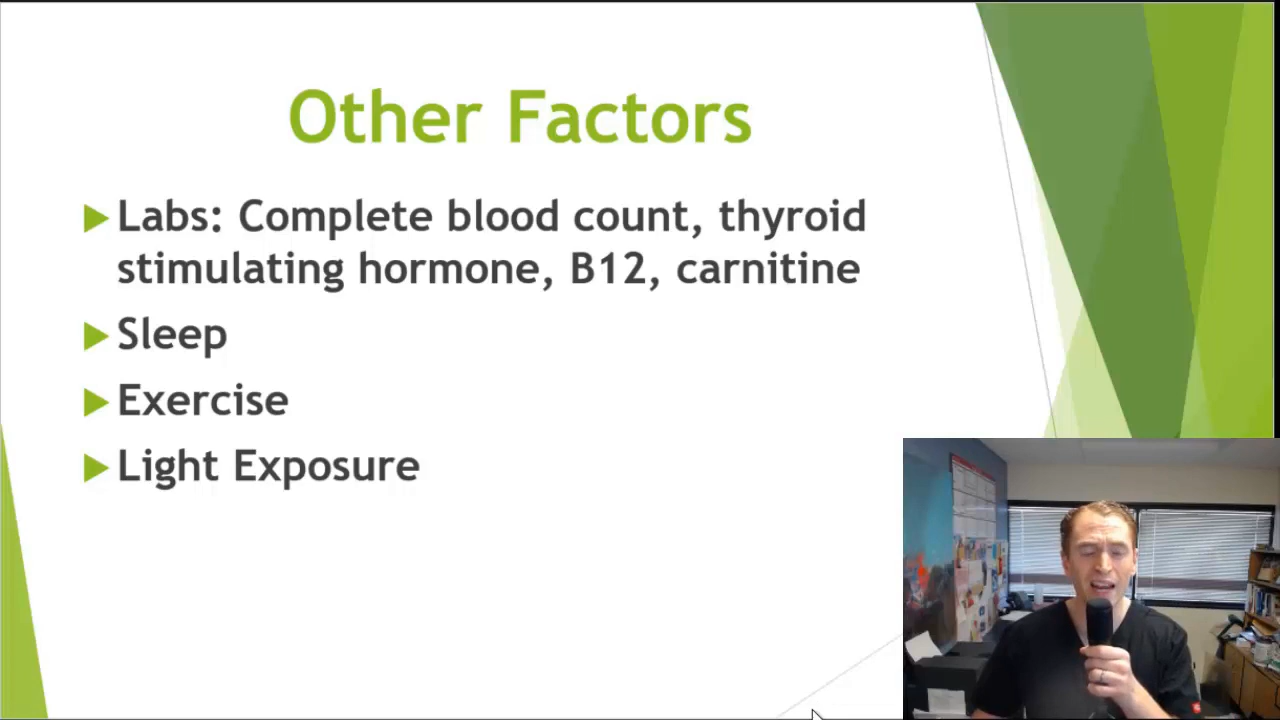 Other Factors
Labs: Complete blood count, thyroid
stimulating hormone, B12, carnitine
Sleep
Exercise
Light Exposure